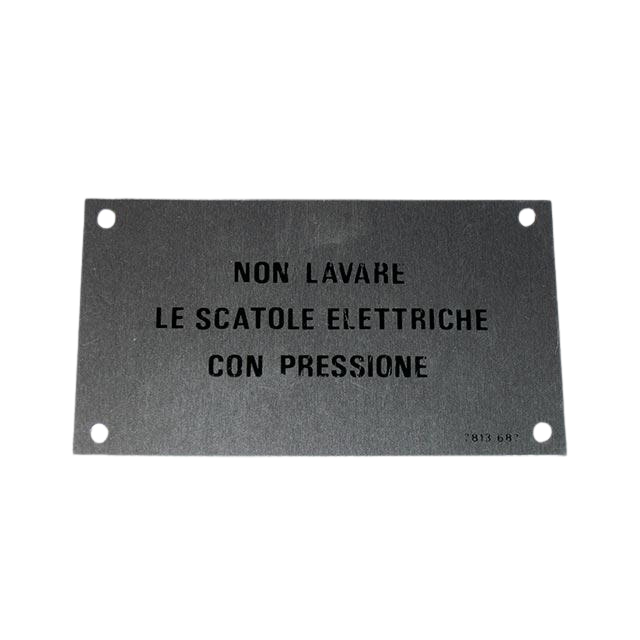 NON LAVARE
LE SCATOLE ELETTRICHE
CON PRESSIONE